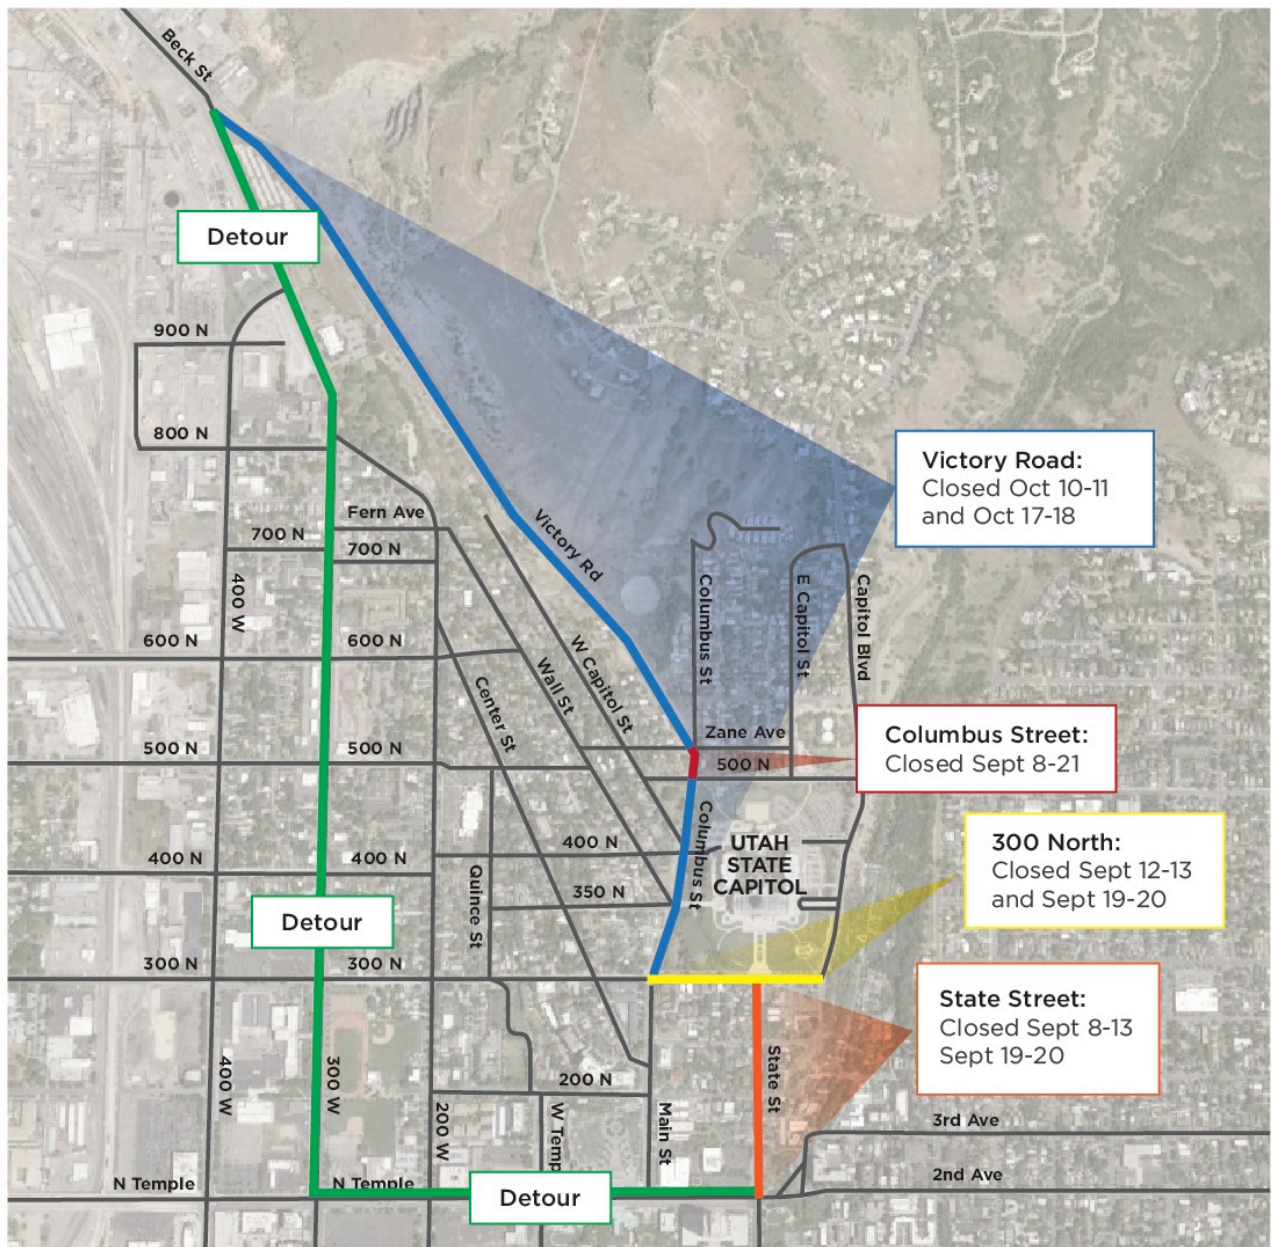 Beck St
Detour
900 N
800 N
Victory Road:
Closed Oct 10-11
and Oct 17-18
Fern Ave
700 N
700 N
Victory Rd
400 W
Columbus St
E Capitol St
Capitol Blvd
600 N
600 N
W Capitol St
Wall St
Center St
Zane Ave
500 N
500 N
500 N
Columbus Street:
Closed Sept 8-21
Columbus St
400 N
400 N
400 N
UTAH
STATE
CAPITOL
300 North:
Closed Sept 12-13
and Sept 19-20
Quince St
350 N
Detour
300 N
300 N
State Street:
Closed Sept 8-13
Sept 19-20
400 W
300 W
State St
200 N
200 W
W Temp
Main St
3rd Ave
2nd Ave
N Temple
N Temple
Detour